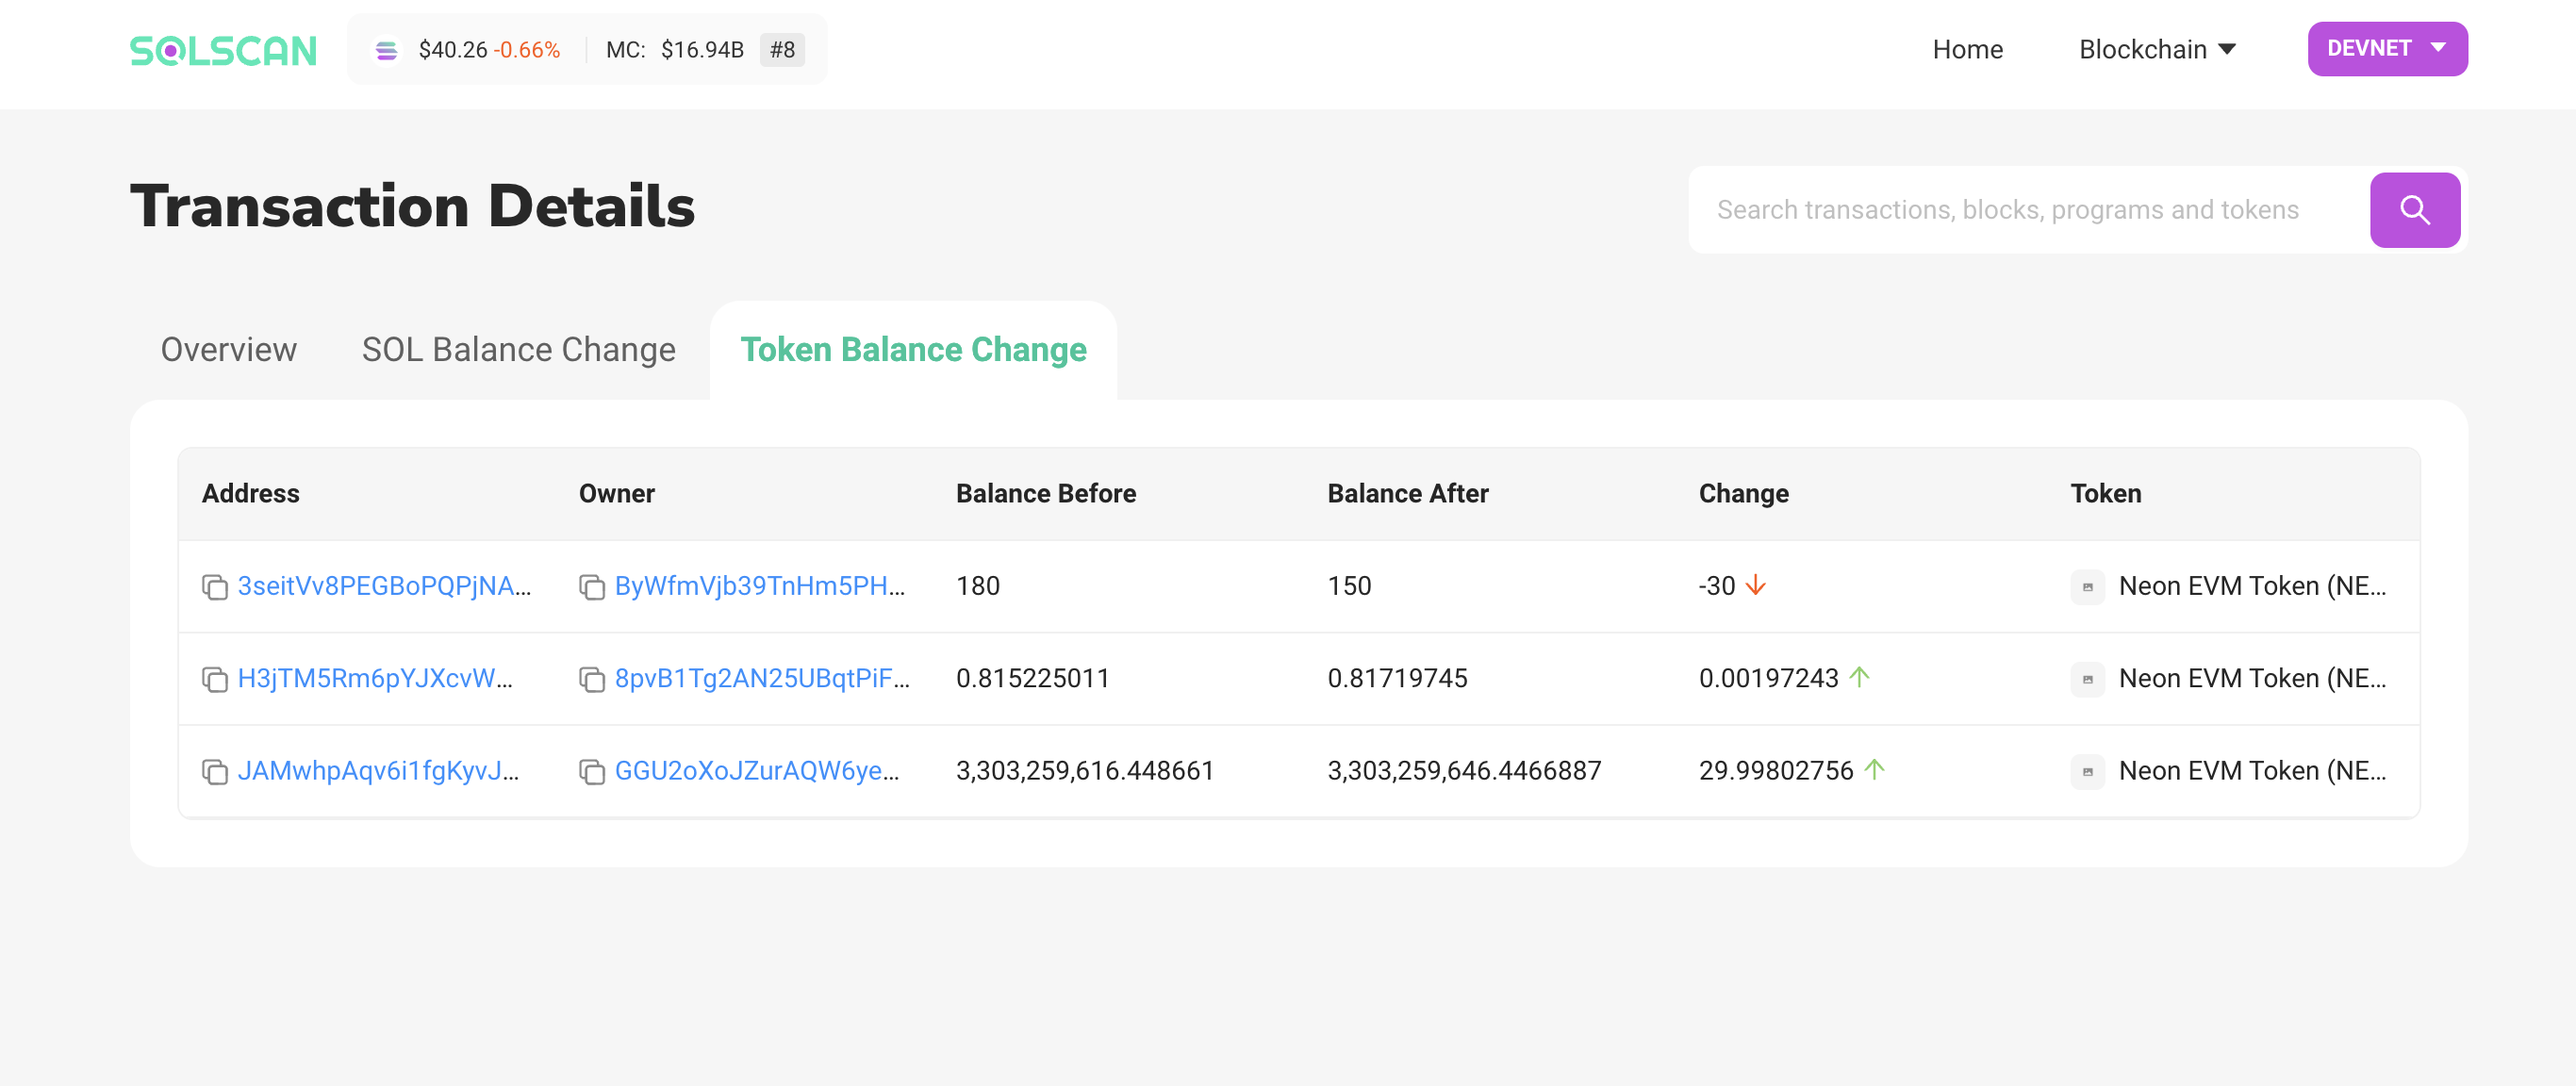 SOLSCAN $40.26 -0.66% MC: $16.94B #8 Home Blockchain DEVNET
Transaction Details
Search transactions, blocks, programs and tokens
Overview SOL Balance Change Token Balance Change
Address Owner Balance Before Balance After Change Token
3seitVv8PEGBoPQPjNA... ByWfmVjb39TnHm5PH... 180 150 -30 Neon EVM Token (NE...
H3jTM5Rm6pYJXcvW... 8pvB1Tg2AN25UBqtPiF... 0.815225011 0.81719745 0.00197243 Neon EVM Token (NE...
JAMwhpAqv6i1fgKyvJ... GGU2oXoJZurAQW6ye... 3,303,259,616.448661 3,303,259,646.4466887 29.99802756 Neon EVM Token (NE...